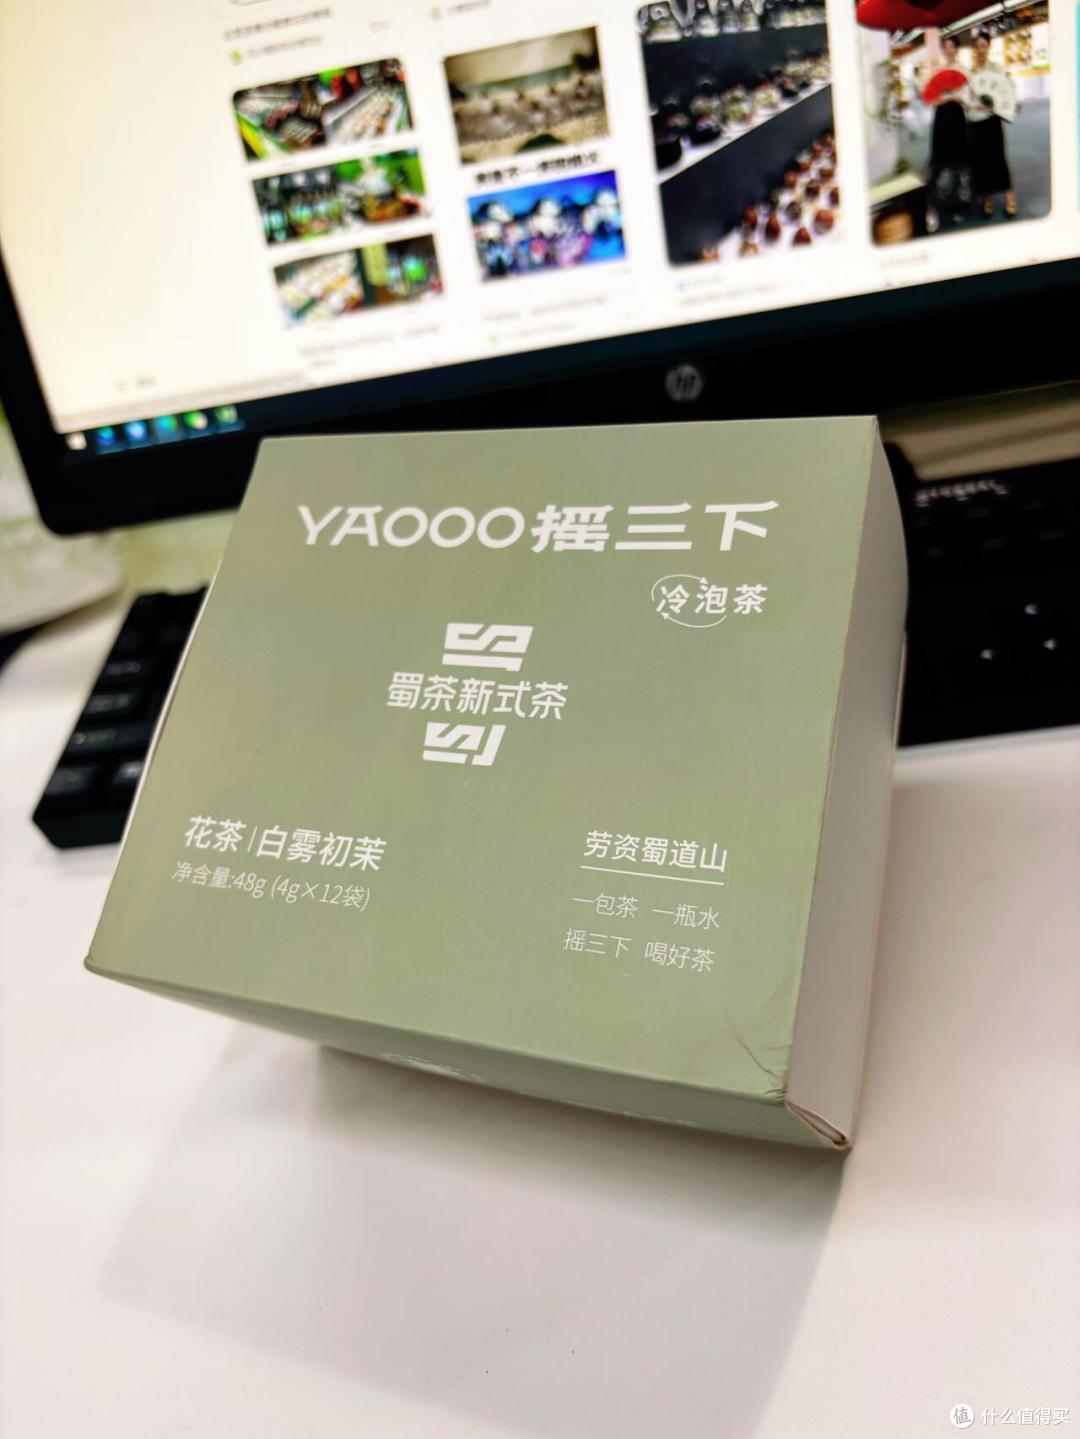 hp
YAOOO摇三下
冷泡茶
蜀茶新式茶
花茶|白雾初茉
净含量:48g (4g×12袋)
劳资蜀道山
一包茶 一瓶水
摇三下 喝好茶
值 什么值得买